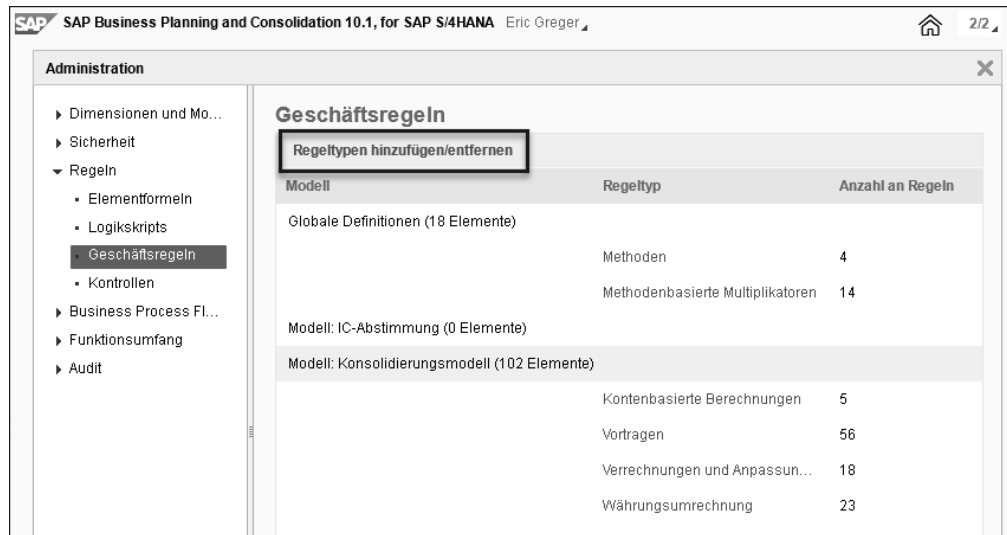 SAP SAP Business Planning and Consolidation 10.1, for SAP S/4HANA Eric Greger 2/2
Administration
Dimensionen und Mo...
Sicherheit
Regeln
Elementformeln
Logikskripts
Geschäftsregeln
Kontrollen
Business Process Fl...
Funktionsumfang
Audit
Geschäftsregeln
Regeltypen hinzufügen/entfernen
Modell Regeltyp Anzahl an Regeln
Globale Definitionen (18 Elemente)
Methoden 4
Methodenbasierte Multiplikatoren 14
Modell: IC-Abstimmung (0 Elemente)
Modell: Konsolidierungsmodell (102 Elemente)
Kontenbasierte Berechnungen 5
Vortragen 56
Verrechnungen und Anpassun... 18
Währungsumrechnung 23